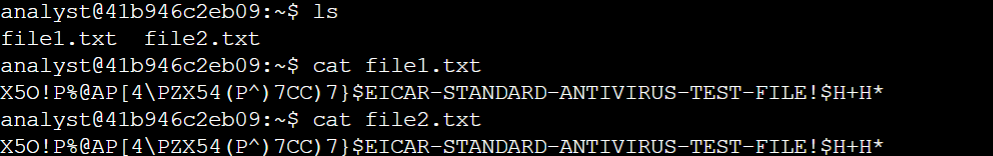 analyst@41b946c2eb09:~$ ls
file1.txt  file2.txt
analyst@41b946c2eb09:~$ cat file1.txt
X5O!P%@AP[4\PZX54(P^)7CC)7}$EICAR-STANDARD-ANTIVIRUS-TEST-FILE!$H+H*
analyst@41b946c2eb09:~$ cat file2.txt
X5O!P%@AP[4\PZX54(P^)7CC)7}$EICAR-STANDARD-ANTIVIRUS-TEST-FILE!$H+H*